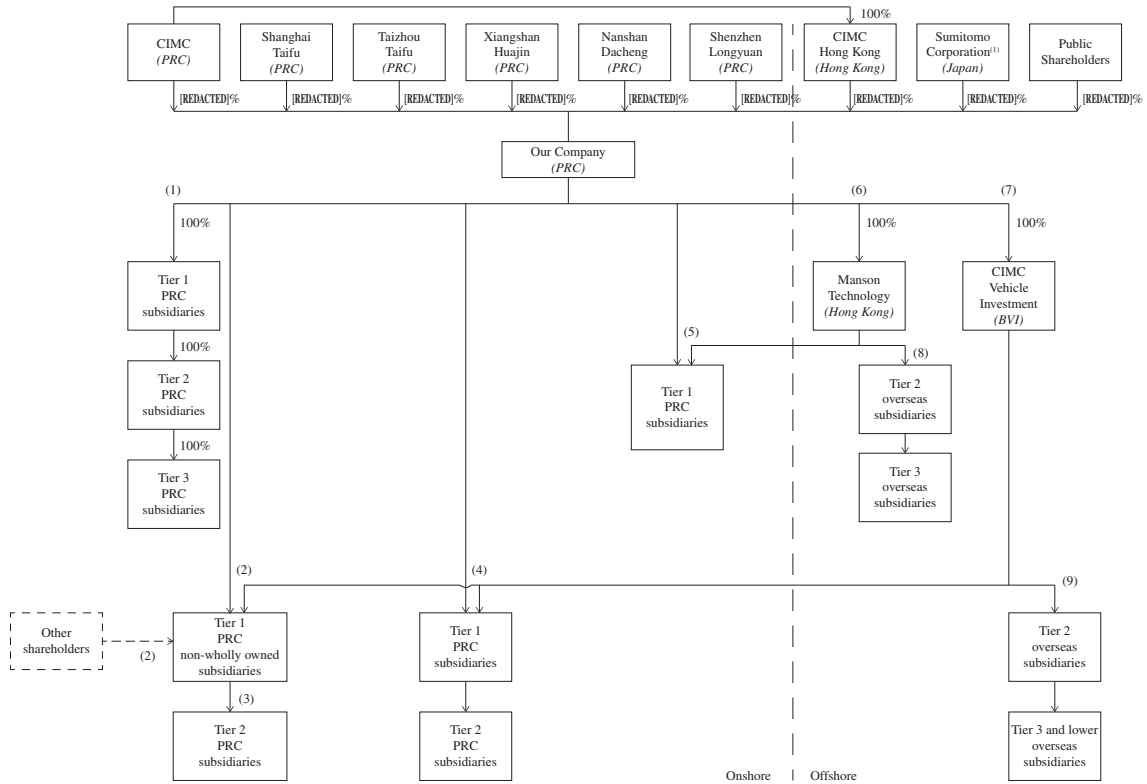 100%
CIMC
(PRC)
Shanghai
Taifu
(PRC)
Taizhou
Taifu
(PRC)
Xiangshan
Huajin
(PRC)
Nanshan
Dacheng
(PRC)
Shenzhen
Longyuan
(PRC)
CIMC
Hong Kong
(Hong Kong)
Sumitomo
Corporation(1)
(Japan)
Public
Shareholders
[REDACTED]%
[REDACTED]%
[REDACTED]%
[REDACTED]%
[REDACTED]%
[REDACTED]%
[REDACTED]%
[REDACTED]%
[REDACTED]%
Our Company
(PRC)
(1)
(6)
(7)
100%
100%
100%
Tier 1
PRC
subsidiaries
Manson
Technology
(Hong Kong)
CIMC
Vehicle
Investment
(BVI)
100%
(5)
(8)
Tier 2
PRC
subsidiaries
Tier 1
PRC
subsidiaries
Tier 2
overseas
subsidiaries
100%
Tier 3
PRC
subsidiaries
Tier 3
overseas
subsidiaries
(2)
(4)
(9)
Other
shareholders
(2)
Tier 1
PRC
non-wholly owned
subsidiaries
Tier 1
PRC
subsidiaries
Tier 2
overseas
subsidiaries
(3)
Tier 2
PRC
subsidiaries
Tier 2
PRC
subsidiaries
Tier 3 and lower
overseas
subsidiaries
Onshore
Offshore